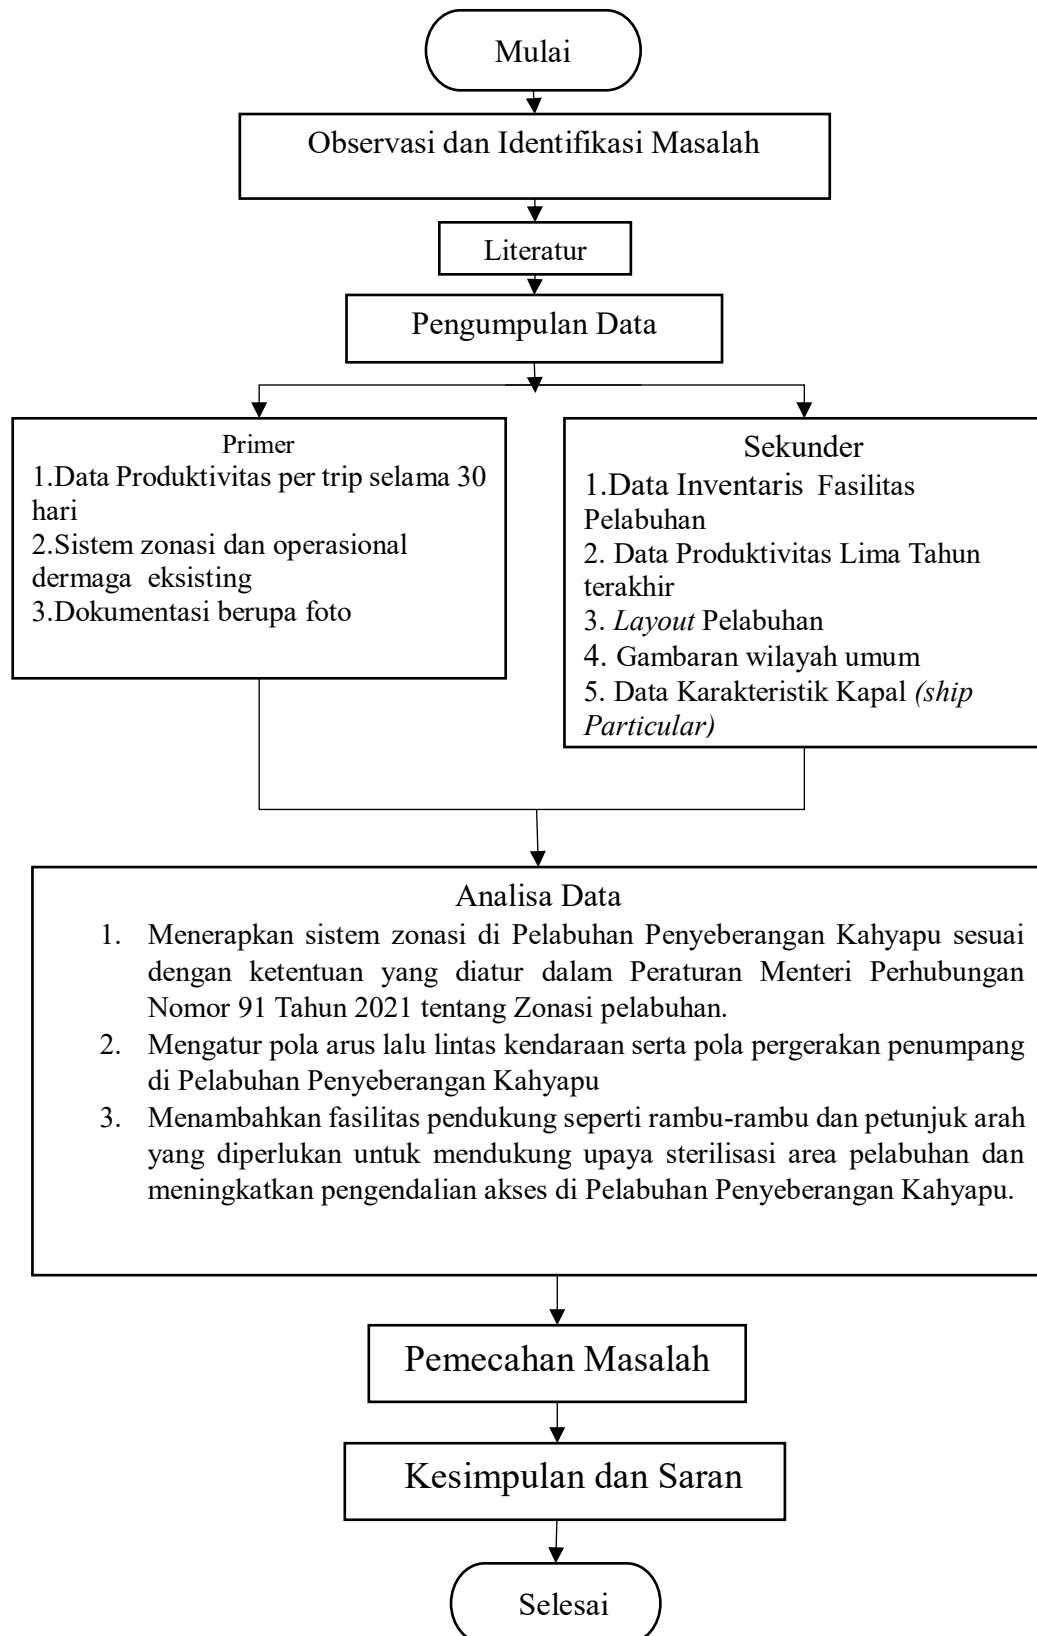 Mulai
Observasi dan Identifikasi Masalah
Literatur
Pengumpulan Data
Primer
1.Data Produktivitas per trip selama 30
hari
2.Sistem zonasi dan operasional
dermaga eksisting
3.Dokumentasi berupa foto
Sekunder
1.Data Inventaris Fasilitas
Pelabuhan
2. Data Produktivitas Lima Tahun
terakhir
3. Layout Pelabuhan
4. Gambaran wilayah umum
5. Data Karakteristik Kapal (ship
Particular)
Analisa Data
1. Menerapkan sistem zonasi di Pelabuhan Penyeberangan Kahyapu sesuai
dengan ketentuan yang diatur dalam Peraturan Menteri Perhubungan
Nomor 91 Tahun 2021 tentang Zonasi pelabuhan.
2. Mengatur pola arus lalu lintas kendaraan serta pola pergerakan penumpang
di Pelabuhan Penyeberangan Kahyapu
3. Menambahkan fasilitas pendukung seperti rambu-rambu dan petunjuk arah
yang diperlukan untuk mendukung upaya sterilisasi area pelabuhan dan
meningkatkan pengendalian akses di Pelabuhan Penyeberangan Kahyapu.
Pemecahan Masalah
Kesimpulan dan Saran
Selesai